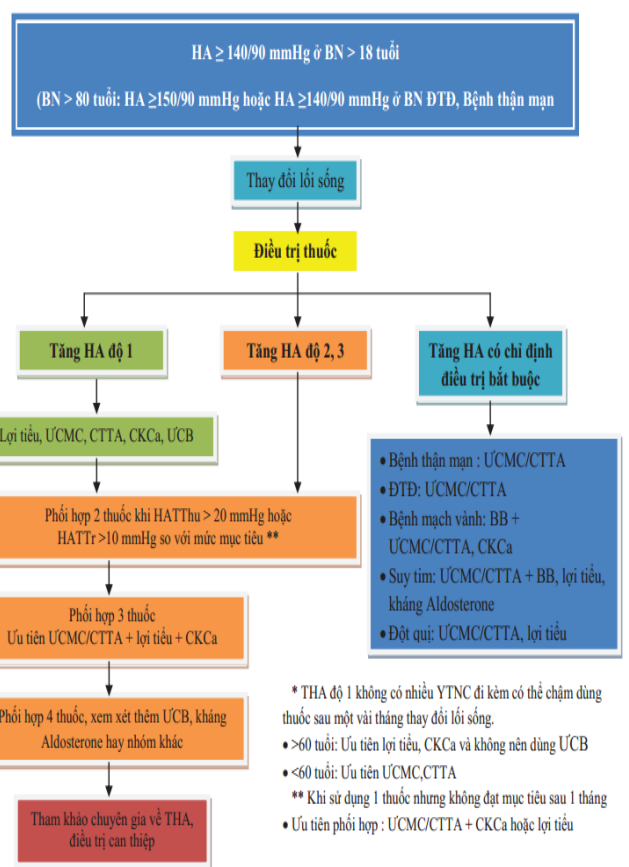 HA ≥ 140/90 mmHg ở BN > 18 tuổi
(BN > 80 tuổi: HA ≥150/90 mmHg hoặc HA ≥140/90 mmHg ở BN ĐTĐ, Bệnh thận mạn
Thay đổi lối sống
Điều trị thuốc
Tăng HA độ 1
Tăng HA độ 2, 3
Tăng HA có chỉ định
điều trị bắt buộc
Lợi tiểu, ƯCMC, CTTA, CKCa, ƯCB
• Bệnh thận mạn : ƯCMC/CTTA
• ĐTĐ: ƯCMC/CTTA
• Bệnh mạch vành: BB +
ƯCMC/CTTA, CKCa
• Suy tim: ƯCMC/CTTA + BB, lợi tiểu,
kháng Aldosterone
• Đột quị: ƯCMC/CTTA, lợi tiểu
Phối hợp 2 thuốc khi HATThu > 20 mmHg hoặc
HATTr >10 mmHg so với mức mục tiêu **
Phối hợp 3 thuốc
Ưu tiên ƯCMC/CTTA + lợi tiểu + CKCa
Phối hợp 4 thuốc, xem xét thêm ƯCB, kháng
Aldosterone hay nhóm khác
Tham khảo chuyên gia về THA,
điều trị can thiệp
* THA độ 1 không có nhiều YTNC đi kèm có thể chậm dùng
thuốc sau một vài tháng thay đổi lối sống.
• >60 tuổi: Ưu tiên lợi tiểu, CKCa và không nên dùng ƯCB
• <60 tuổi: Ưu tiên ƯCMC,CTTA
** Khi sử dụng 1 thuốc nhưng không đạt mục tiêu sau 1 tháng
• Ưu tiên phối hợp : ƯCMC/CTTA + CKCa hoặc lợi tiểu